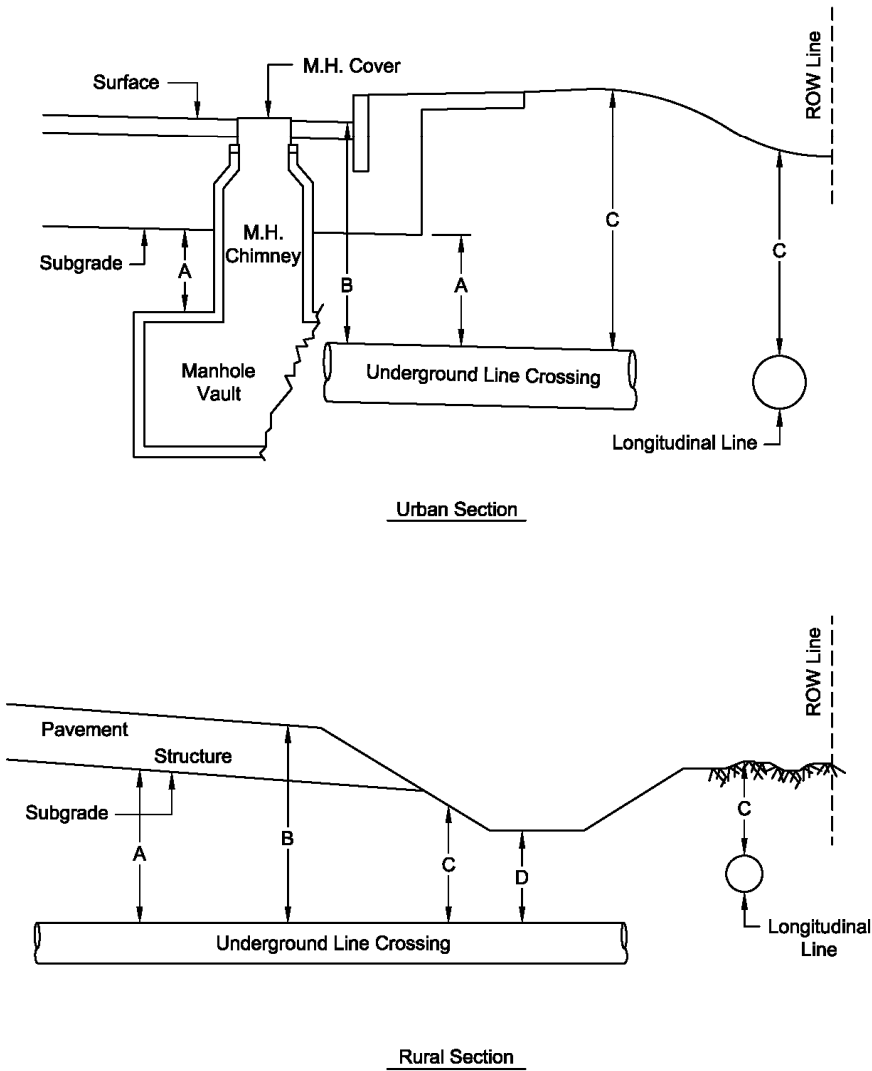 M.H. Cover
Surface
ROW Line
M.H.
Chimney
Subgrade
A
B
A
C
C
Manhole
Vault
Underground Line Crossing
Longitudinal Line
Urban Section
ROW Line
Pavement
Structure
Subgrade
A
B
C
D
C
Underground Line Crossing
Longitudinal
Line
Rural Section